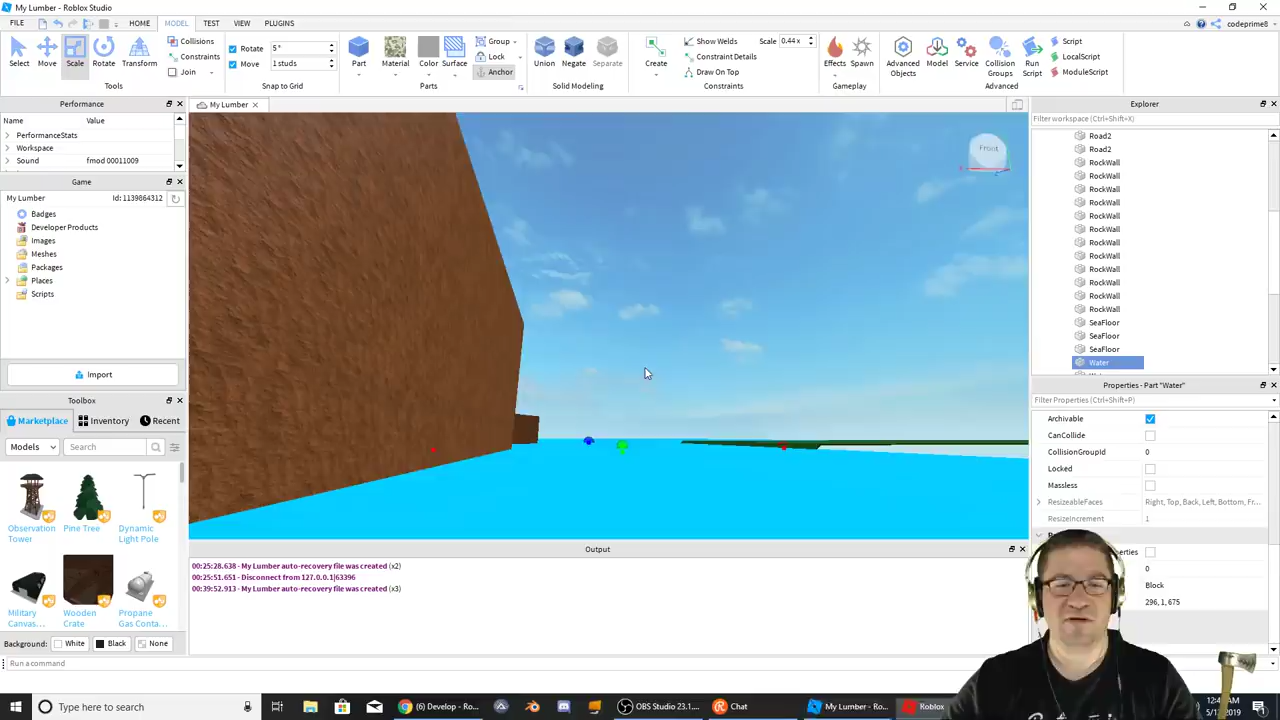 My Lumber - Roblox Studio
FILE HOME MODEL TEST VIEW PLUGINS codeprime8
Select Move Scale Rotate Transform
Collisions
Constraints
Join
Tools
Rotate 5 °
Move 1 studs
Snap to Grid
Part Material Color Surface
Group
Lock
Anchor
Parts
Union Negate Separate
Solid Modeling
Create
Show Welds Scale 0.44 x
Constraint Details
Draw On Top
Constraints
Effects Spawn
Gameplay
Advanced Objects Model Service Collision Groups Run Script
Script
LocalScript
ModuleScript
Advanced
Performance
Name Value
PerformanceStats
Workspace
Sound fmod 00011009
Game
My Lumber Id: 1139864312
Badges
Developer Products
Images
Meshes
Packages
Places
Scripts
Import
Toolbox
Marketplace Inventory Recent
Models Search
Observation Tower
Pine Tree
Dynamic Light Pole
Military Canvas...
Wooden Crate
Propane Gas Conta...
Background: White Black None
Run a command
My Lumber
Front
Output
00:25:28.638 - My Lumber auto-recovery file was created (x2)
00:25:51.651 - Disconnect from 127.0.0.1|63396
00:39:52.913 - My Lumber auto-recovery file was created (x3)
Explorer
Filter workspace (Ctrl+Shift+X)
Road2
Road2
RockWall
RockWall
RockWall
RockWall
RockWall
RockWall
RockWall
RockWall
RockWall
RockWall
RockWall
RockWall
SeaFloor
SeaFloor
SeaFloor
Water
Properties - Part "Water"
Filter Properties (Ctrl+Shift+P)
Archivable
CanCollide
CollisionGroupId 0
Locked
Massless
ResizeableFaces Right, Top, Back, Left, Bottom, Fr...
ResizeIncrement 1
0
Block
296, 1, 675
Type here to search
(6) Develop - Ro...
OBS Studio 23.1....
Chat
My Lumber - Ro...
Roblox